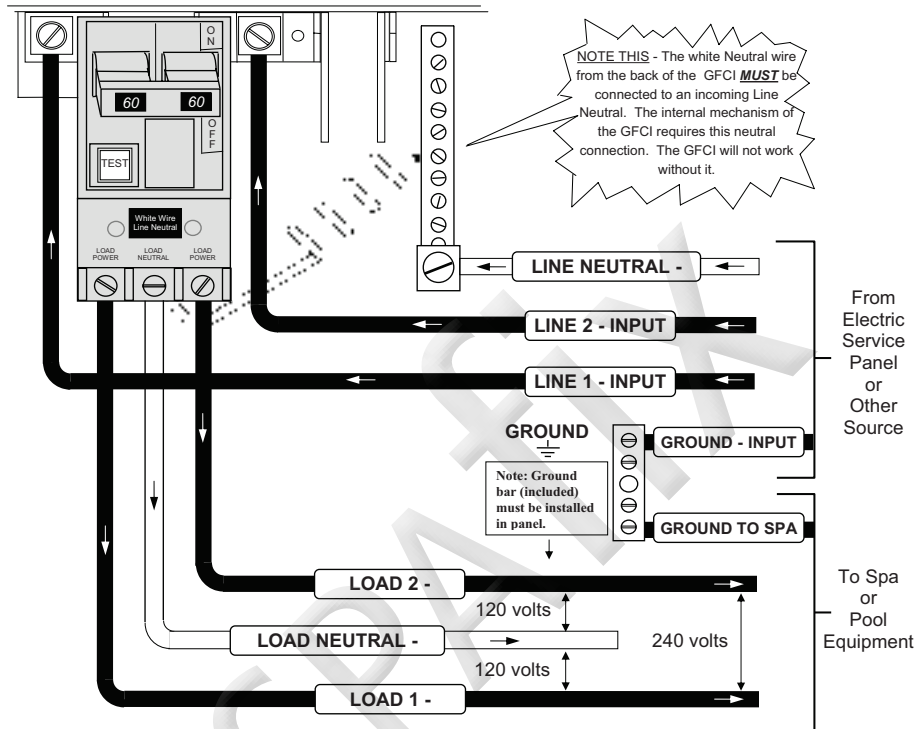 O
N
60
60
O
F
F
TEST
White Wire
Line Neutral
LOAD
POWER
LOAD
NEUTRAL
LOAD
POWER
NOTE THIS - The white Neutral wire
from the back of the GFCI MUST be
connected to an incoming Line
Neutral. The internal mechanism of
the GFCI requires this neutral
connection. The GFCI will not work
without it.
LINE NEUTRAL -
LINE 2 - INPUT
LINE 1 - INPUT
From
Electric
Service
Panel
or
Other
Source
GROUND
GROUND - INPUT
Note: Ground
bar (included)
must be installed
in panel.
GROUND TO SPA
LOAD 2 -
120 volts
LOAD NEUTRAL -
240 volts
120 volts
LOAD 1 -
To Spa
or
Pool
Equipment
SPAfix